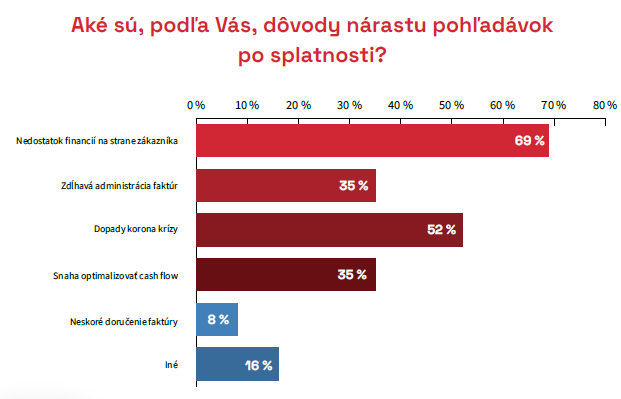 Aké sú, podľa Vás, dôvody nárastu pohľadávok
po splatnosti?
0 % 10 % 20 % 30 % 40 % 50 % 60 % 70 % 80 %
Nedostatok financií na strane zákazníka 69 %
Zdĺhavá administrácia faktúr 35 %
Dopady korona krízy 52 %
Snaha optimalizovať cash flow 35 %
Neskoré doručenie faktúry 8 %
Iné 16 %